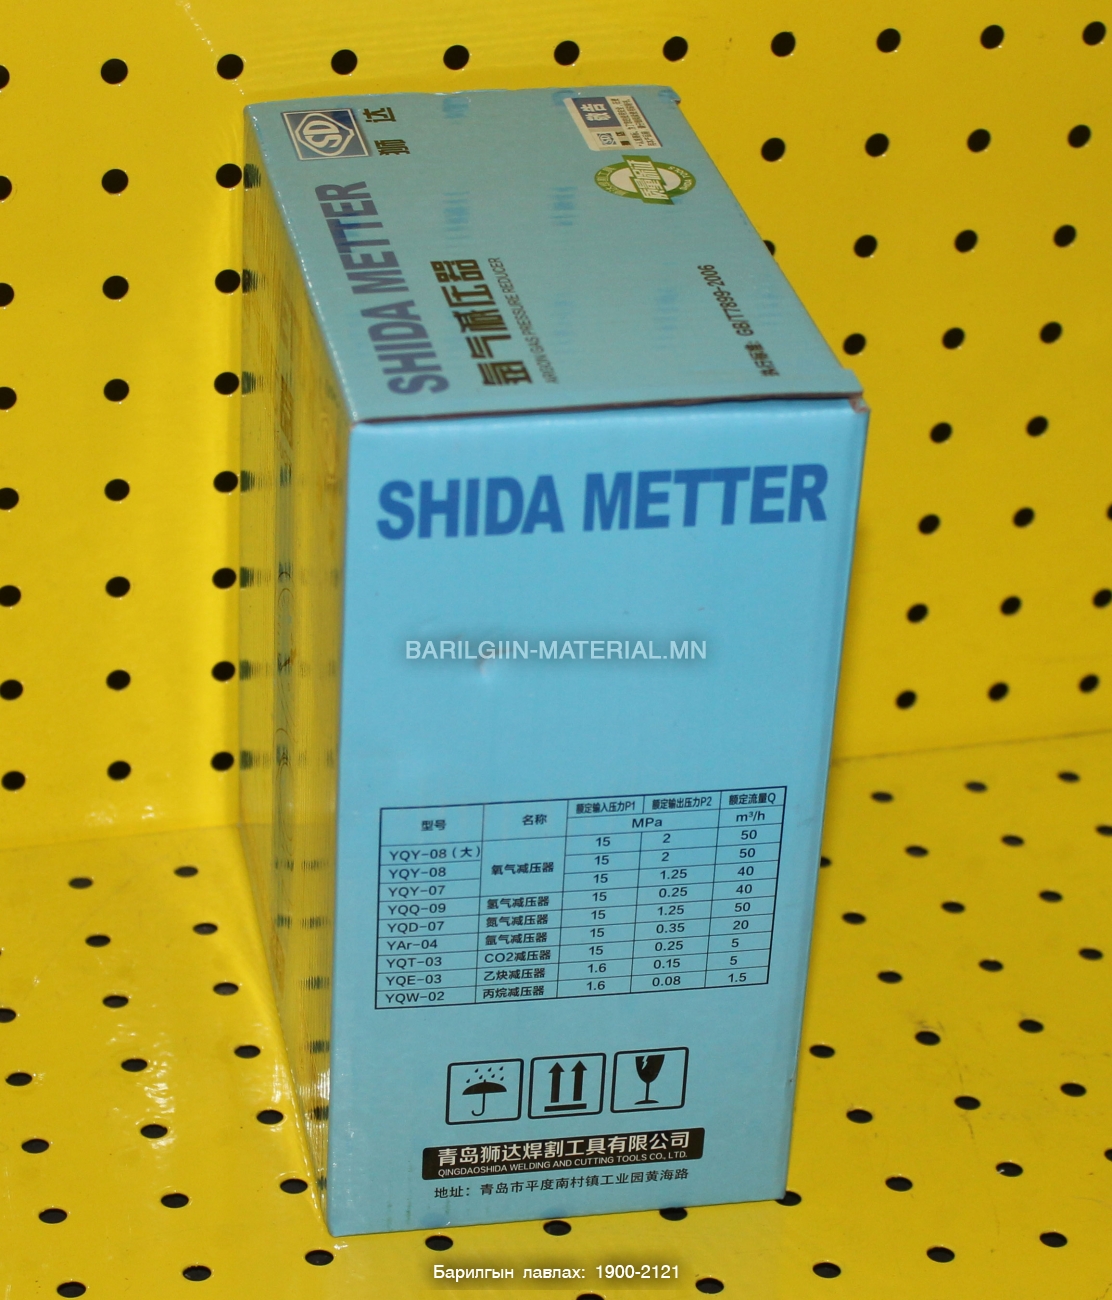 SD
狮达
SHIDA METTER
氩气减压器
ARGON GAS PRESSURE REDUCER
敬告
执行标准: GB/T7899-2006
SHIDA METTER
BARILGIIN-MATERIAL.MN
型号 名称 额定输入压力P1 额定输出压力P2 额定流量Q
MPa m³/h
YQY-08 (大) 氧气减压器 15 2 50
YQY-08 15 2 50
YQY-07 15 1.25 40
YQQ-09 氢气减压器 15 0.25 40
YQD-07 氮气减压器 15 1.25 50
YAr-04 氩气减压器 15 0.35 20
YQT-03 CO2减压器 15 0.25 5
YQE-03 乙炔减压器 1.6 0.15 5
YQW-02 丙烷减压器 1.6 0.08 1.5
青岛狮达焊割工具有限公司
QINGDAOSHIDA WELDING AND CUTTING TOOLS CO., LTD.
地址: 青岛市平度南村镇工业园黄海路
Барилгын лавлах: 1900-2121